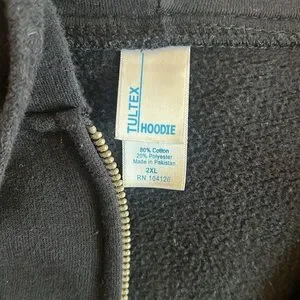 TULTEX
HOODIE
80% Cotton
20% Polyester
Made in Pakistan
2XL
RN 104126